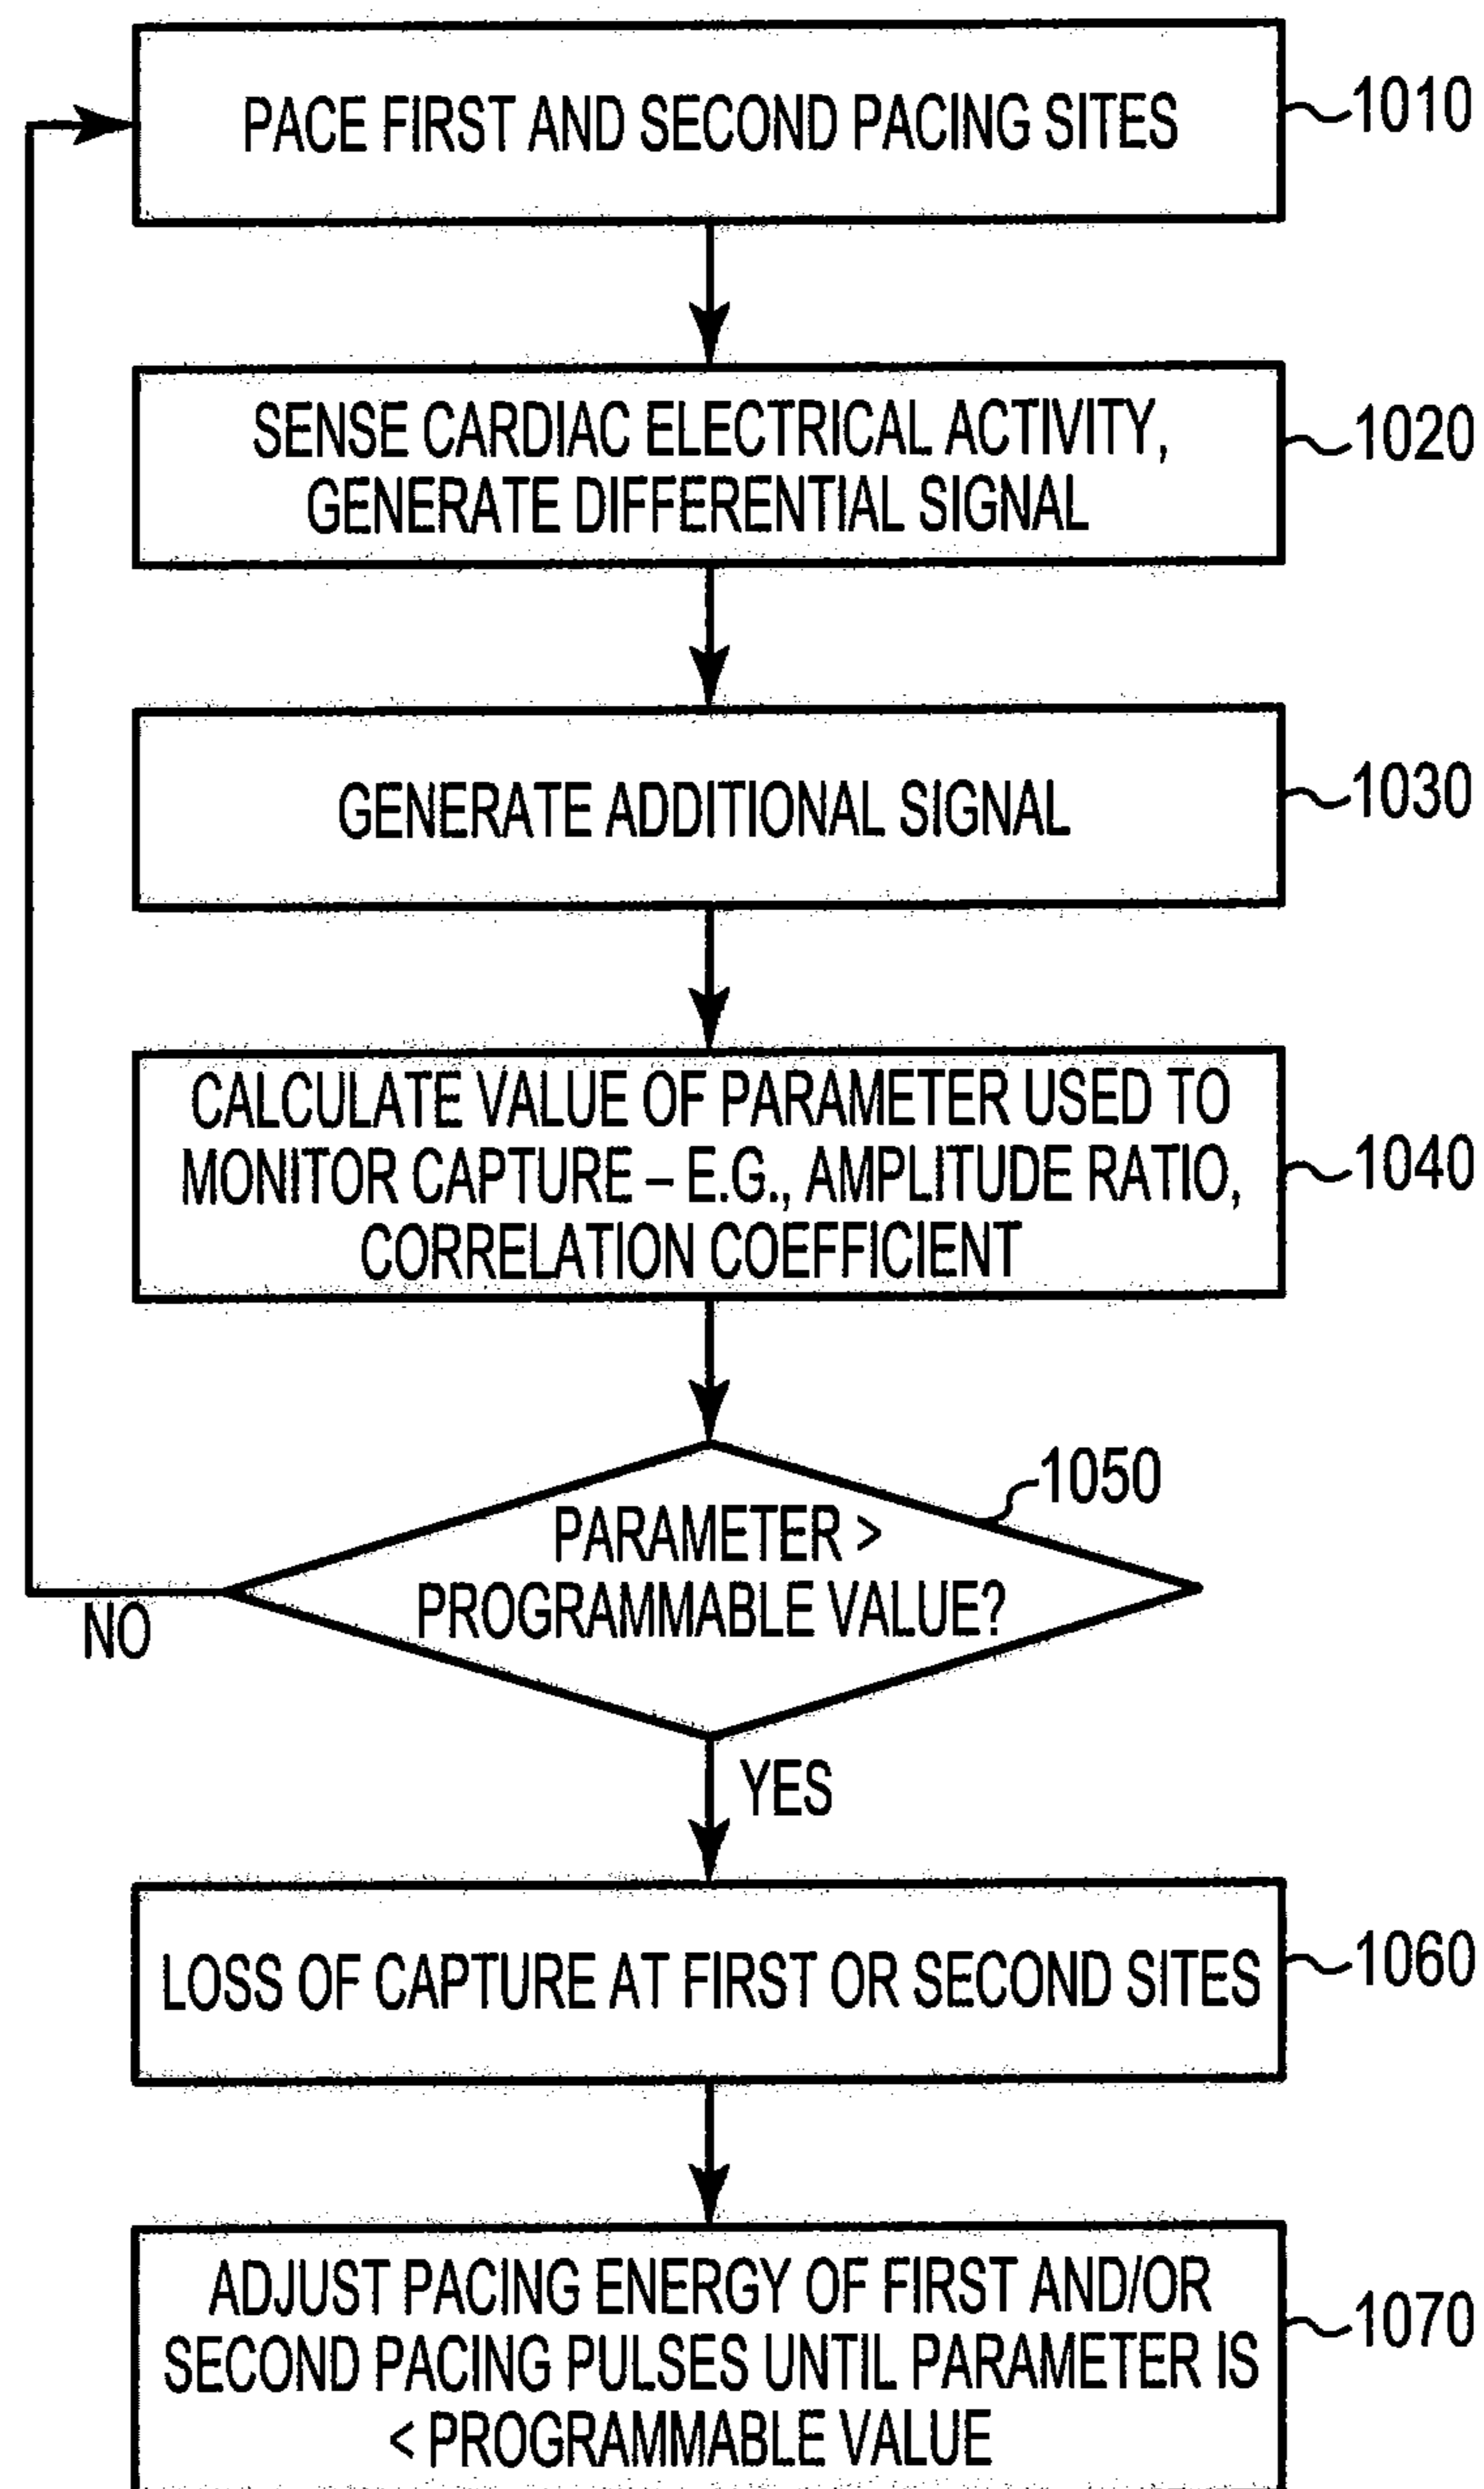 PACE FIRST AND SECOND PACING SITES
1010
SENSE CARDIAC ELECTRICAL ACTIVITY,
GENERATE DIFFERENTIAL SIGNAL
1020
GENERATE ADDITIONAL SIGNAL
1030
CALCULATE VALUE OF PARAMETER USED TO
MONITOR CAPTURE – E.G., AMPLITUDE RATIO,
CORRELATION COEFFICIENT
1040
1050
PARAMETER >
PROGRAMMABLE VALUE?
NO
YES
LOSS OF CAPTURE AT FIRST OR SECOND SITES
1060
ADJUST PACING ENERGY OF FIRST AND/OR
SECOND PACING PULSES UNTIL PARAMETER IS
< PROGRAMMABLE VALUE
1070